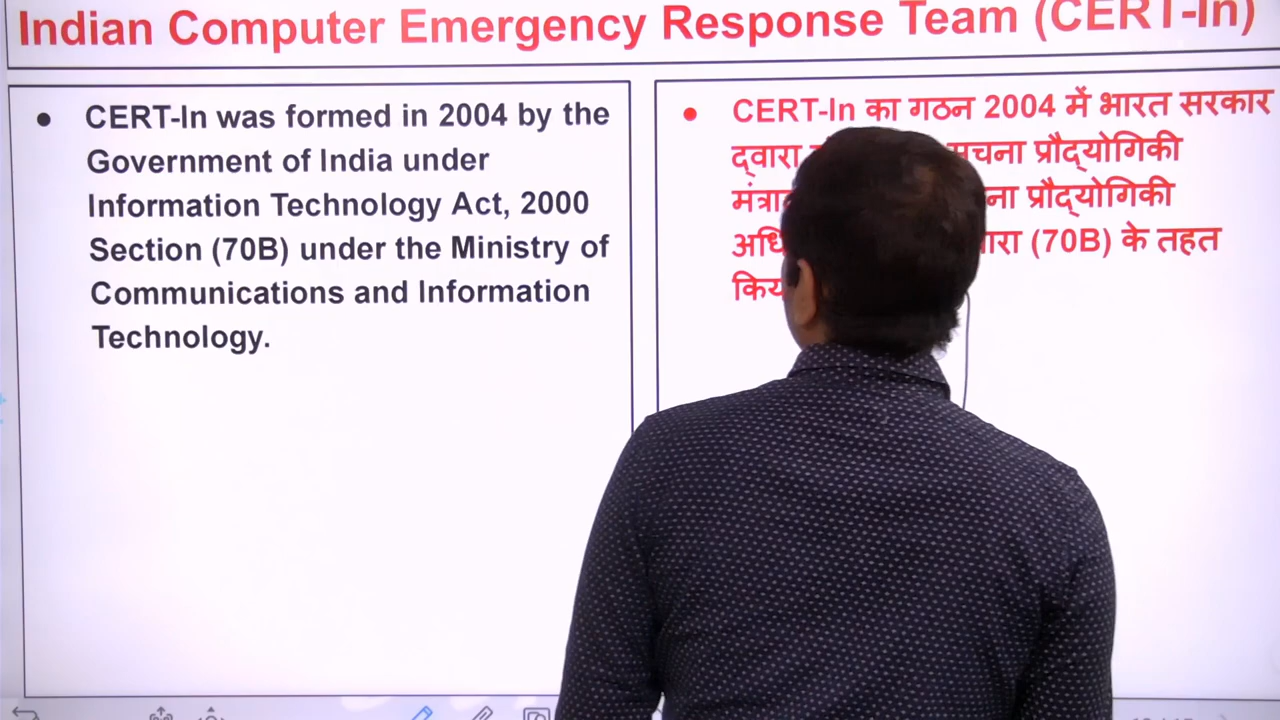 Indian Computer Emergency Response Team (CERT-In)
CERT-In was formed in 2004 by the
Government of India under
Information Technology Act, 2000
Section (70B) under the Ministry of
Communications and Information
Technology.
CERT-In का गठन 2004 में भारत सरकार
द्वारा प्रौद्योगिकी
प्रौद्योगिकी
(70B) के तहत